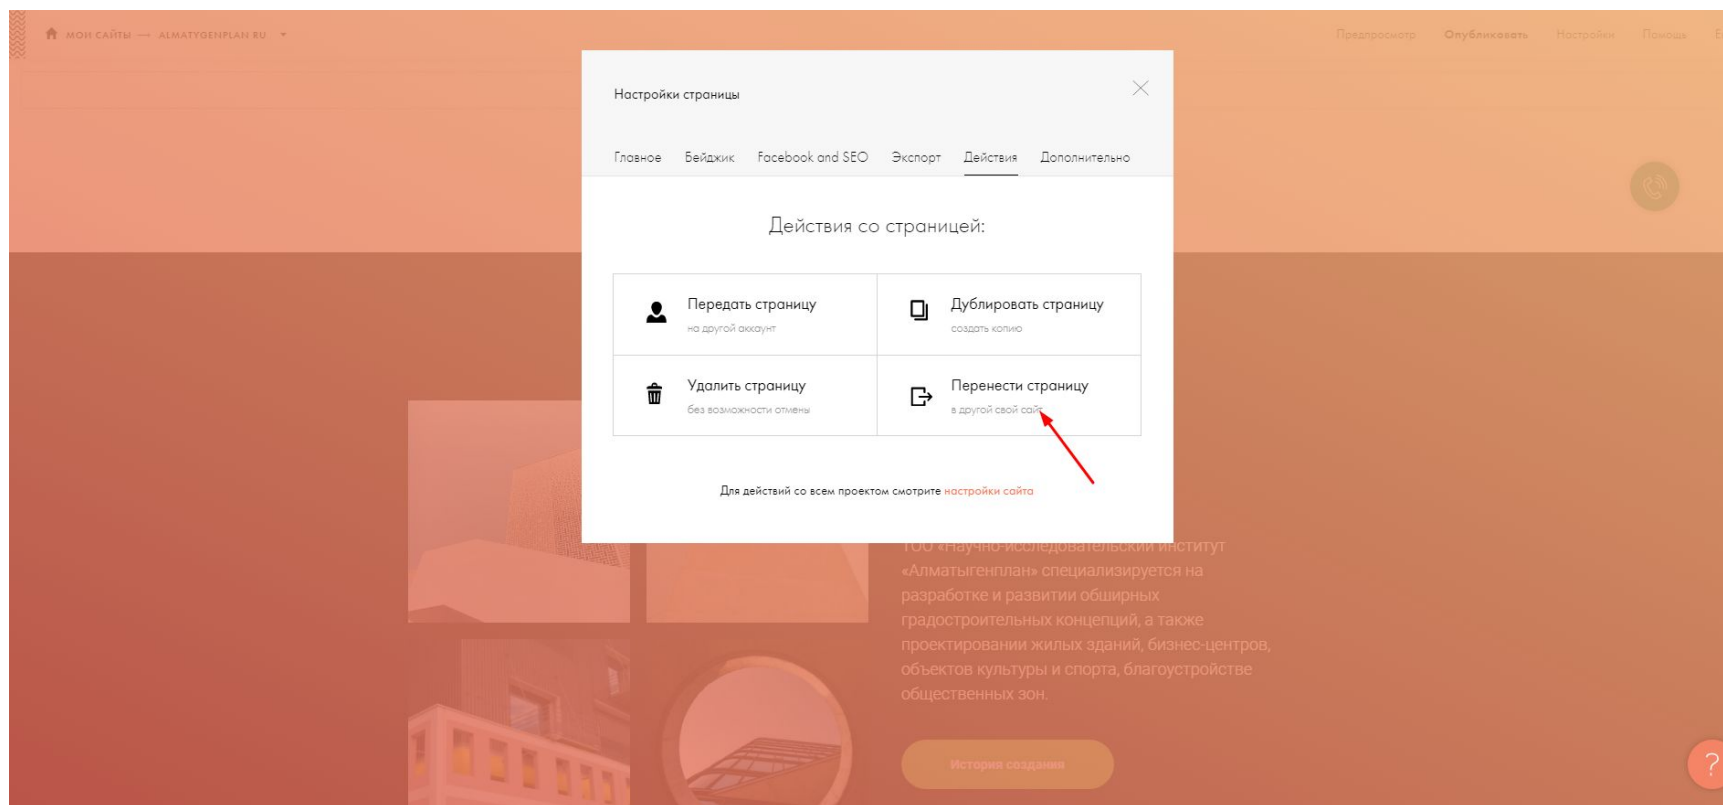 МОИ САЙТЫ — ALMATYGENPLAN RU
Предпросмотр Опубликовать Настройки Помощь
Настройки страницы
Главное Бейджик Facebook and SEO Экспорт Действия Дополнительно
Действия со страницей:
Передать страницу
на другой аккаунт
Дублировать страницу
создать копию
Удалить страницу
без возможности отмены
Перенести страницу
в другой свой сайт
Для действий со всем проектом смотрите настройки сайта
ТОО «Научно-исследовательский институт
«Алматыгенплан» специализируется на
разработке и развитии обширных
градостроительных концепций, а также
проектировании жилых зданий, бизнес-центров,
объектов культуры и спорта, благоустройстве
общественных зон.
История создания
?